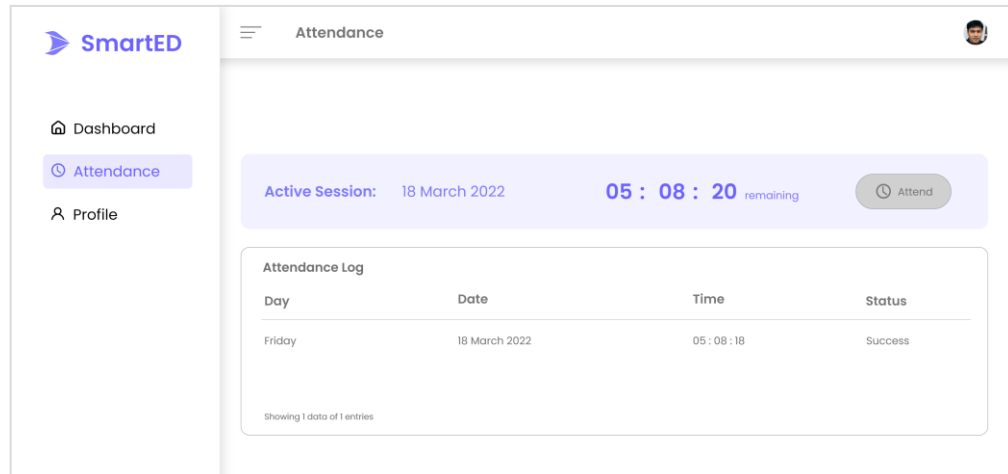 SmartED
Attendance
Dashboard
Attendance
Profile
Active Session: 18 March 2022 05 : 08 : 20 remaining Attend
Attendance Log
Day Date Time Status
Friday 18 March 2022 05 : 08 : 18 Success
Showing 1 data of 1 entries